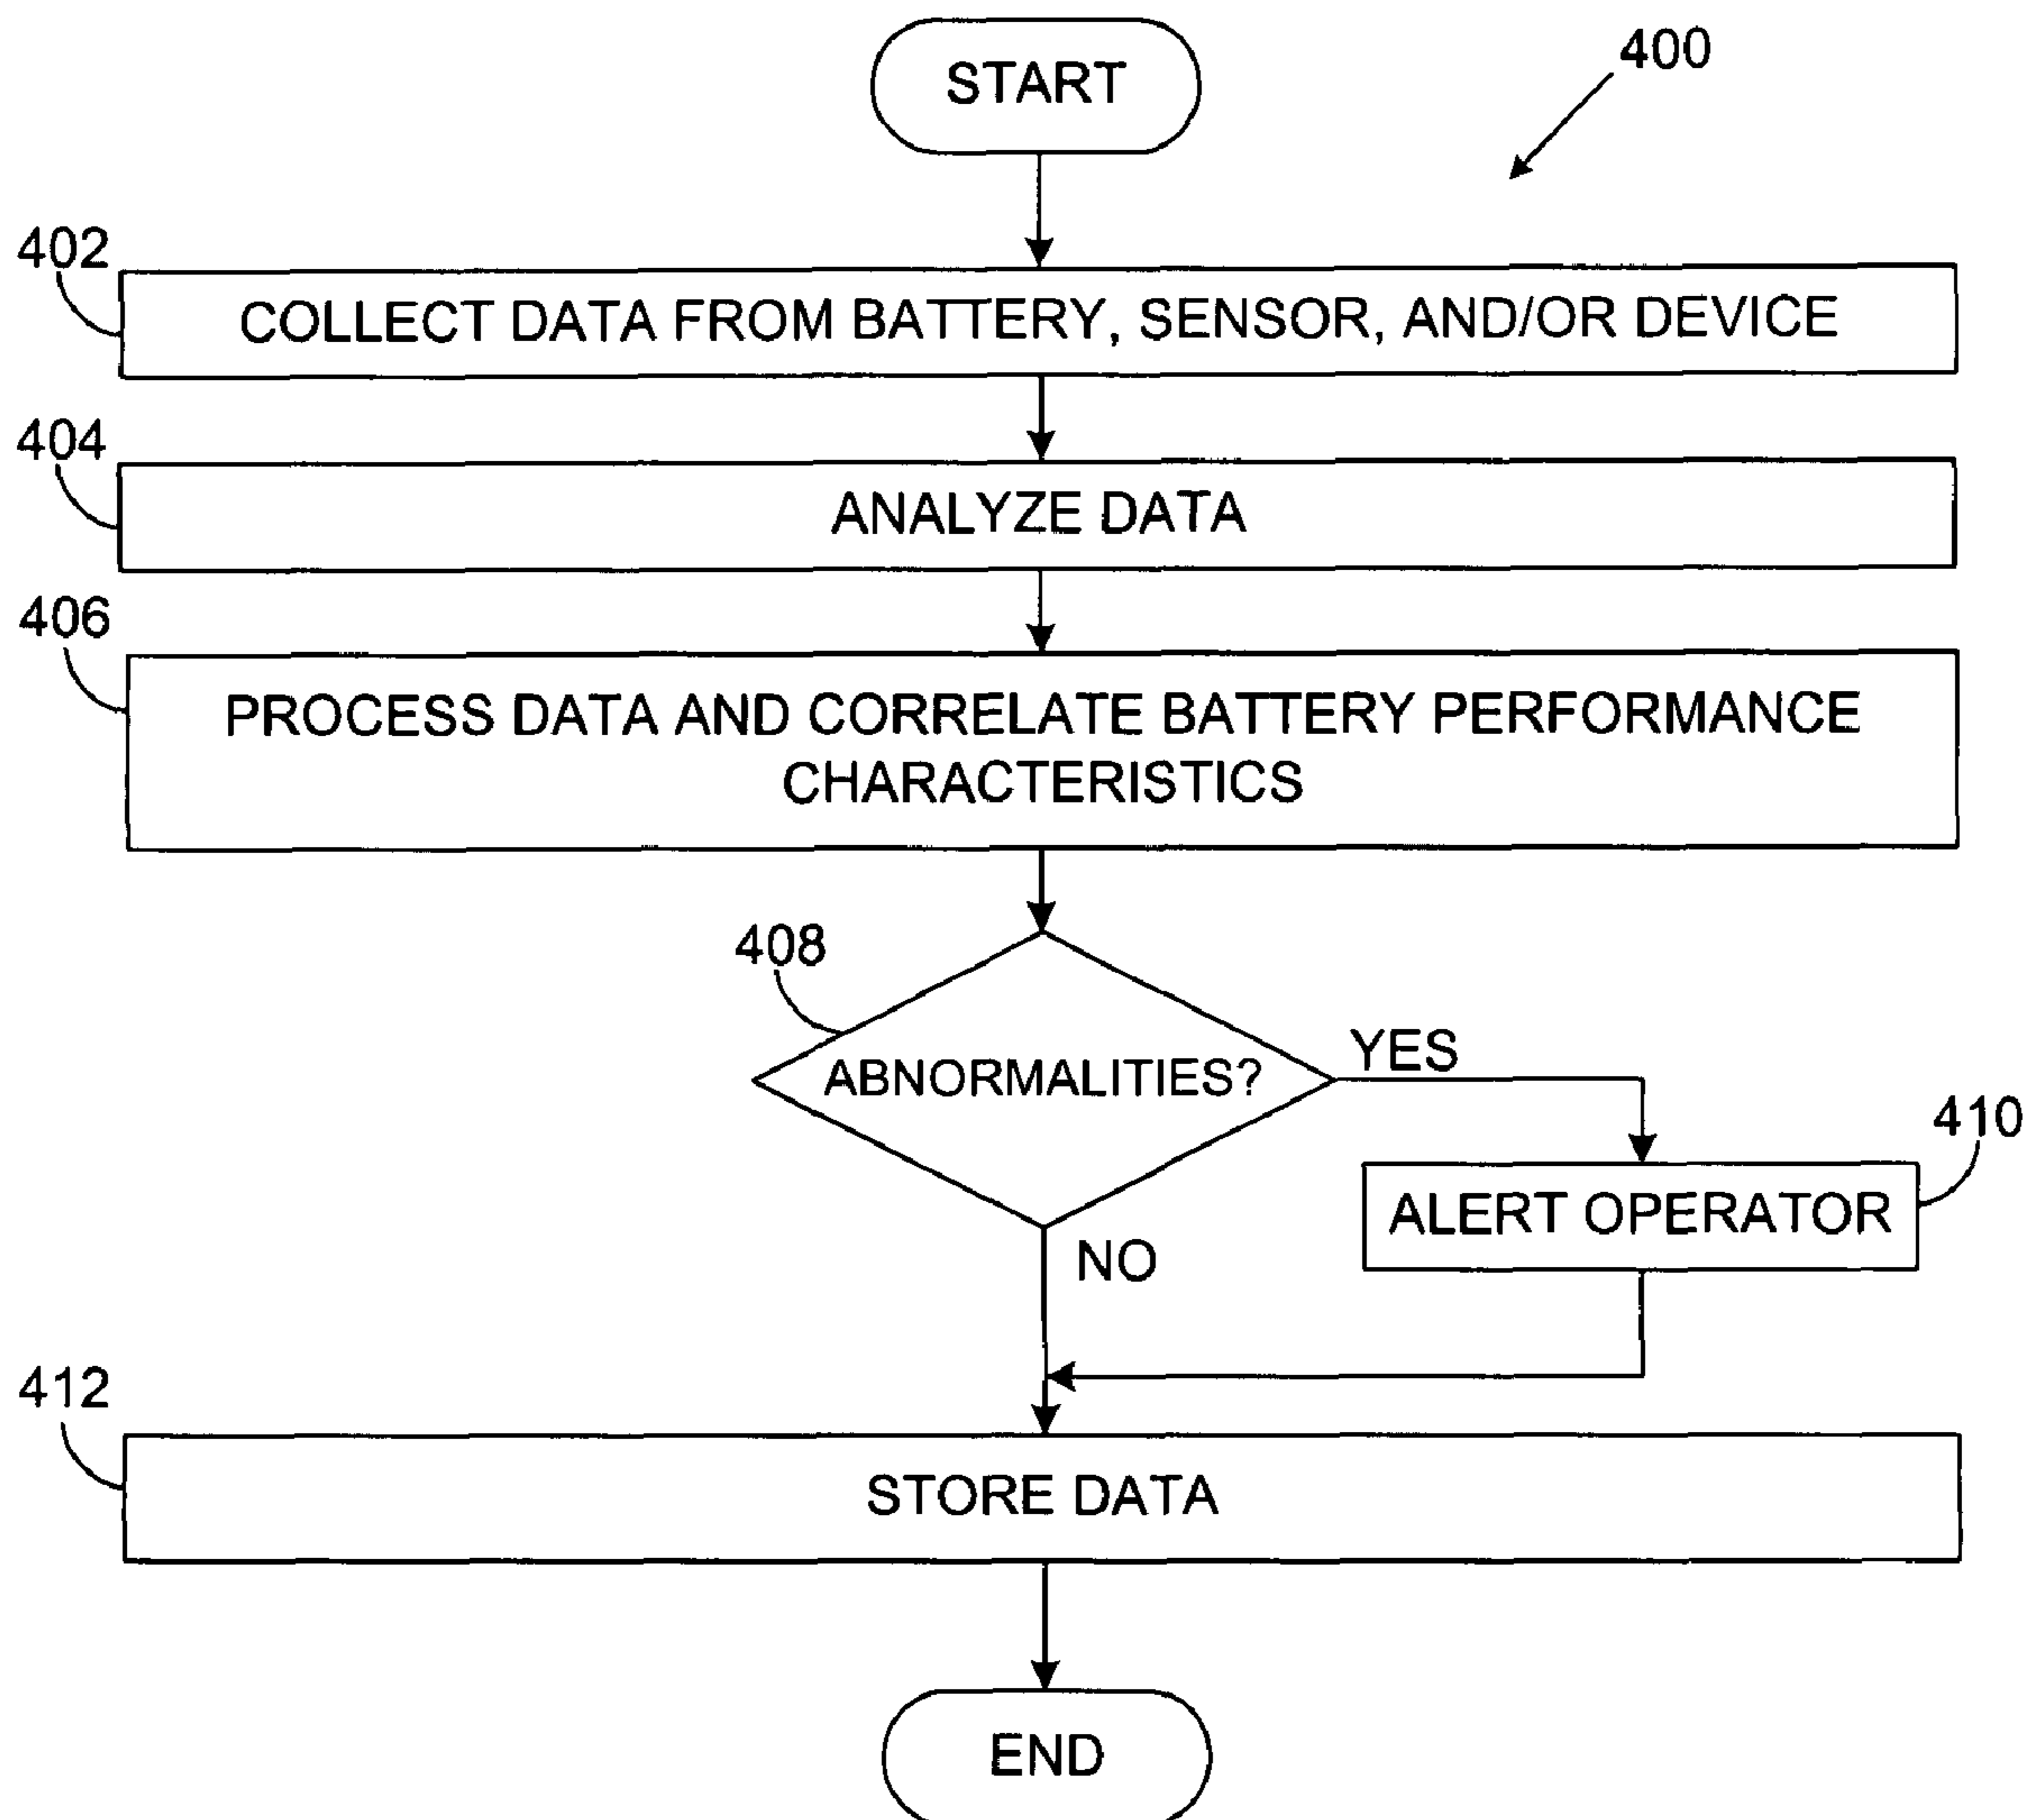 START
400
402
COLLECT DATA FROM BATTERY, SENSOR, AND/OR DEVICE
404
ANALYZE DATA
406
PROCESS DATA AND CORRELATE BATTERY PERFORMANCE
CHARACTERISTICS
408
ABNORMALITIES?
YES
410
ALERT OPERATOR
NO
412
STORE DATA
END